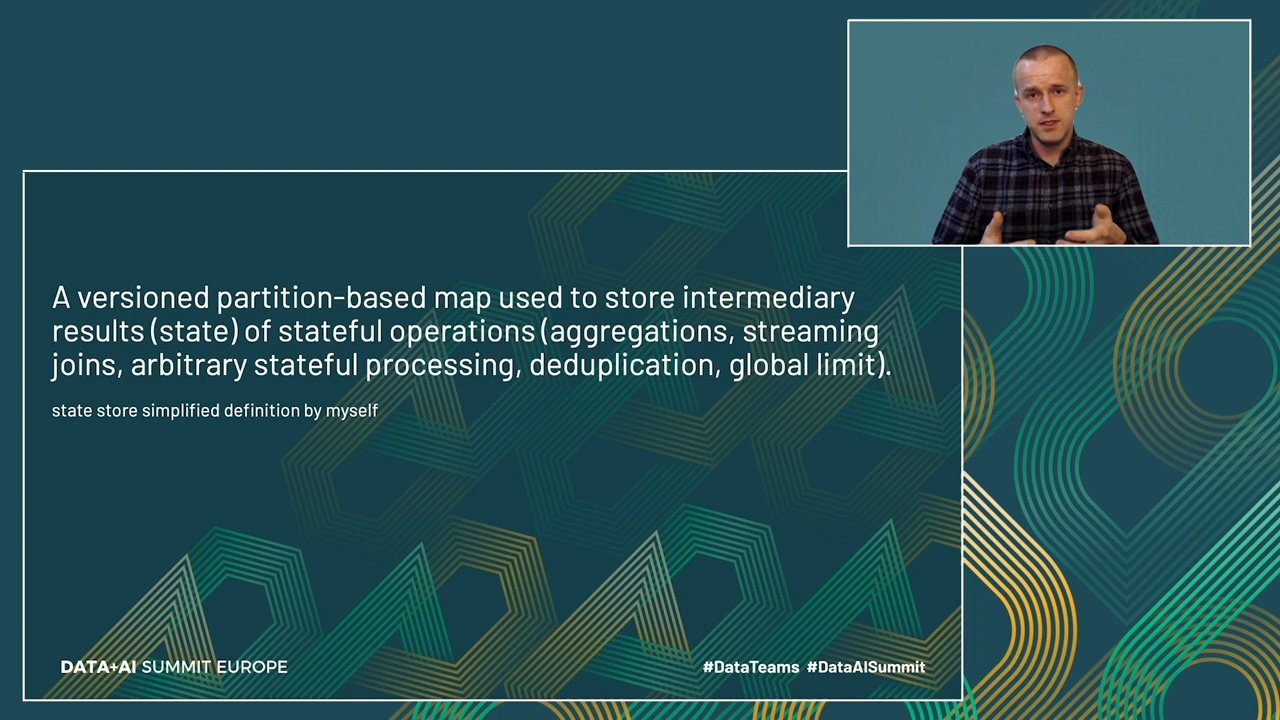 A versioned partition-based map used to store intermediary
results (state) of stateful operations (aggregations, streaming
joins, arbitrary stateful processing, deduplication, global limit).
state store simplified definition by myself
DATA+AI SUMMIT EUROPE
#DataTeams #DataAISummit